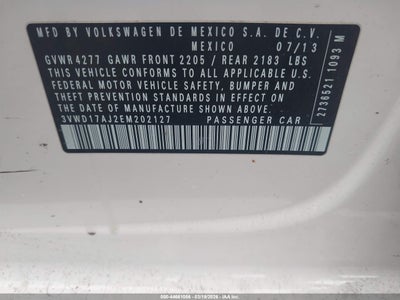 MFD BY VOLKSWAGEN DE MEXICO S.A. DE C.V.
MEXICO 07/13
GVWR 4277 GAWR FRONT 2205 / REAR 2183 LBS
THIS VEHICLE CONFORMS TO ALL APPLICABLE U.S.
FEDERAL MOTOR VEHICLE SAFETY, BUMPER, AND
THEFT PREVENTION STANDARDS IN EFFECT ON THE
DATE OF MANUFACTURE SHOWN ABOVE.
3VWD17AJ2EM202127 PASSENGER CAR
2736521 1093 M